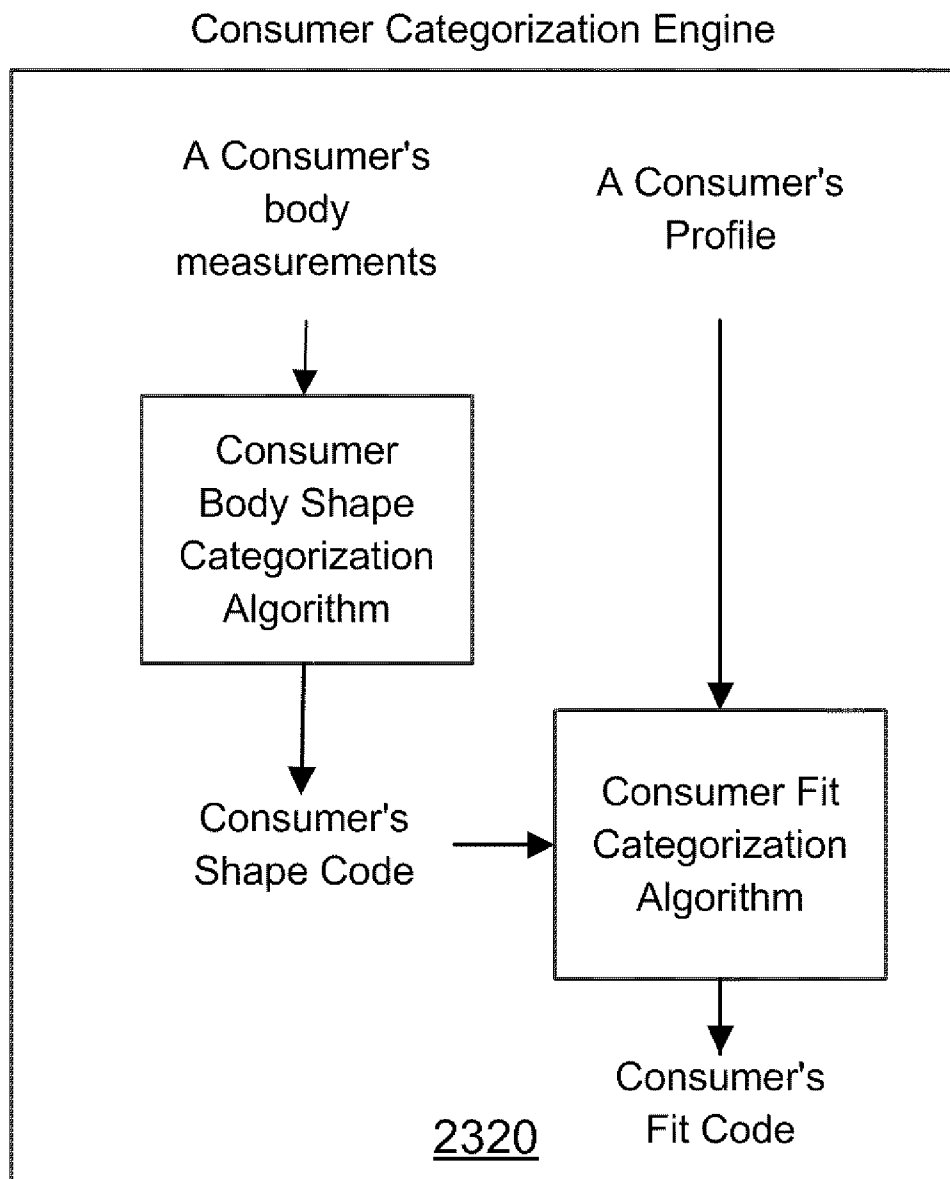 Consumer Categorization Engine
A Consumer's
body
measurements
A Consumer's
Profile
Consumer
Body Shape
Categorization
Algorithm
Consumer's
Shape Code
Consumer Fit
Categorization
Algorithm
Consumer's
Fit Code
2320